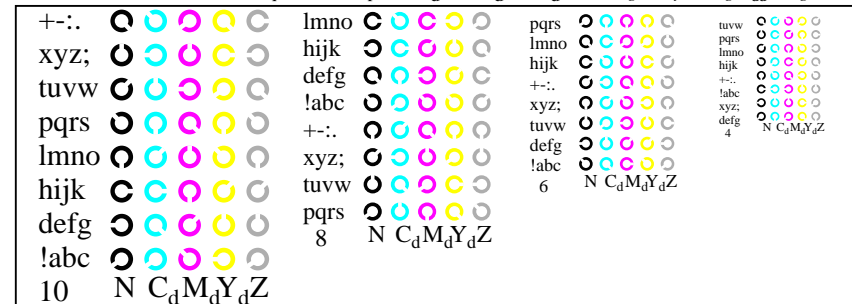 +-:.
xyz;
tuvw
pqrs
lmno
hijk
defg
!abc
10 N CdMdYdZ
lmno
hijk
defg
!abc
+-:.
xyz;
tuvw
pqrs
8 N CdMdYdZ
pqrs
lmno
hijk
+-:.
xyz;
tuvw
defg
!abc
6 N CdMdYdZ
tuvw
pqrs
lmno
hijk
+-:.
!abc
xyz;
defg
4 N CdMdYdZ